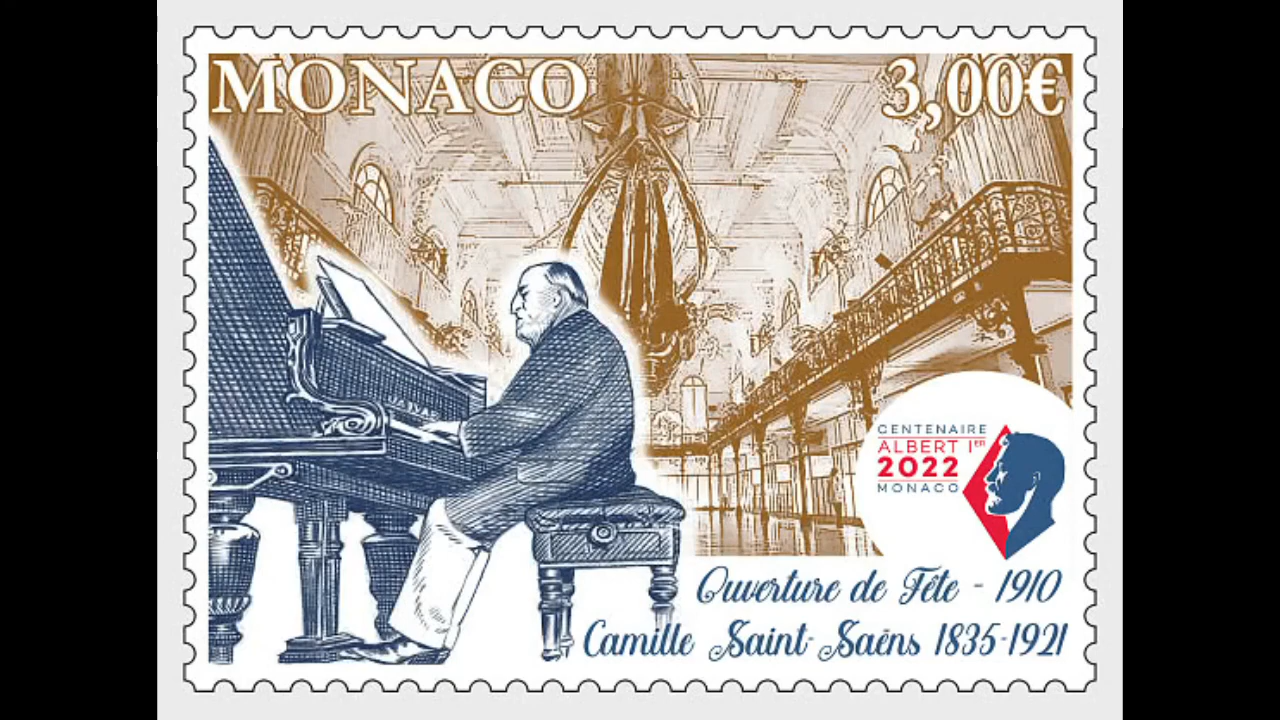 MONACO
3,00€
CENTENAIRE
ALBERT Iᴱᴿ
2022
MONACO
Ouverture de Fête - 1910
Camille Saint-Saëns 1835-1921